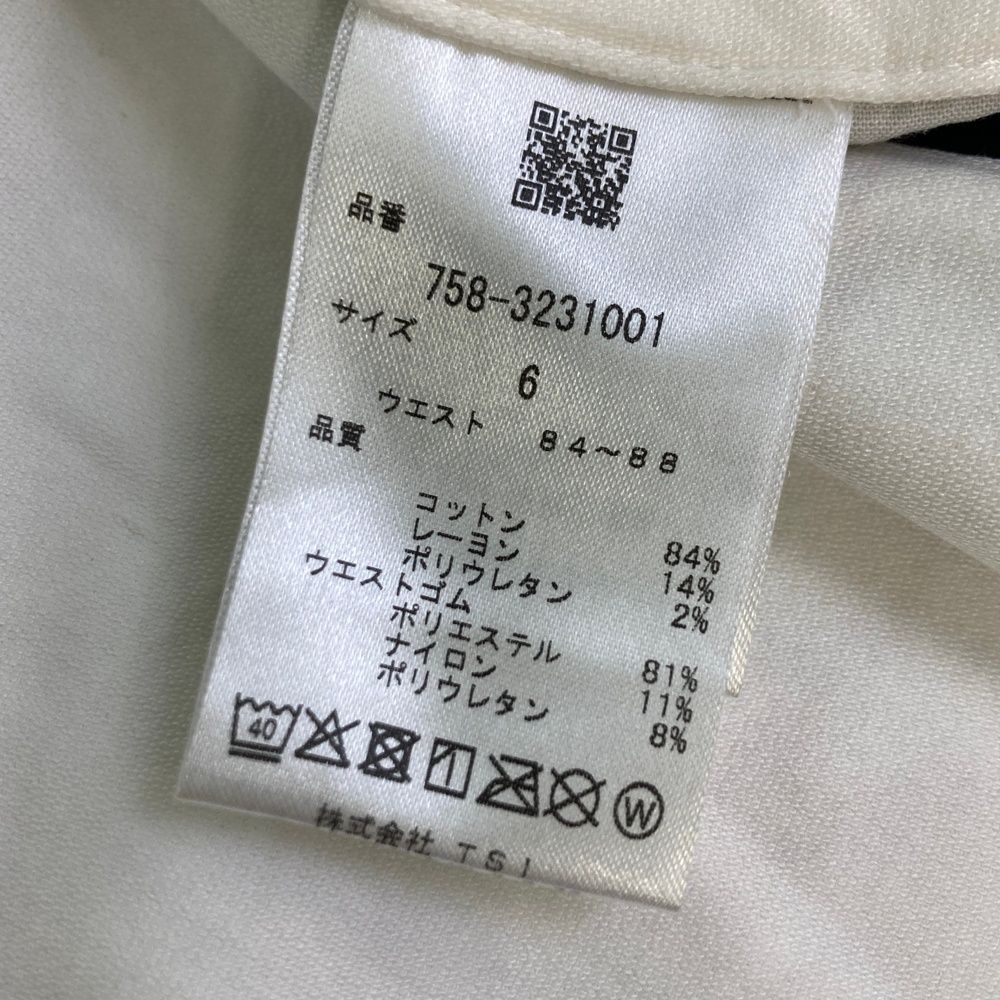 品番
758-3231001
サイズ
6
ウエスト 84～88
品質
コットン 84%
レーヨン 14%
ポリウレタン 2%
ウエストゴム
ポリエステル 81%
ナイロン 11%
ポリウレタン 8%
40
W
株式会社 TSI